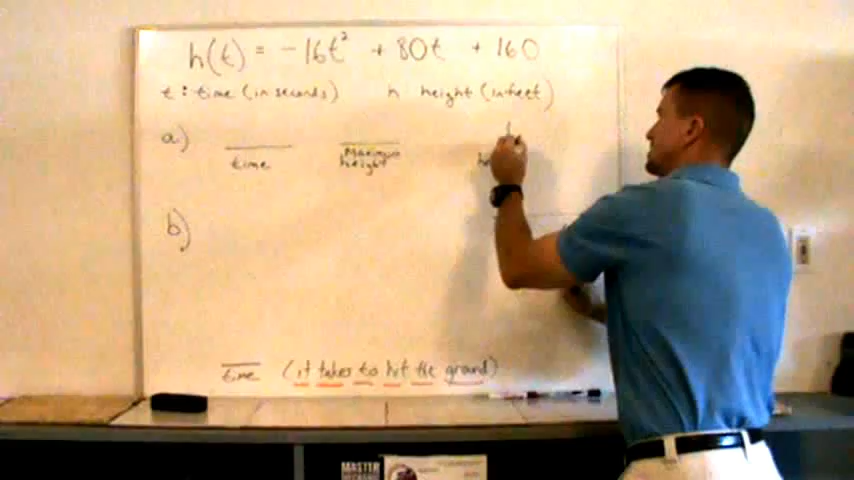 h(t) = -16t² + 80t + 160
t : time (in seconds) h height (in feet)
a)
time Maximum height
b)
time (it takes to hit the ground)
MASTER